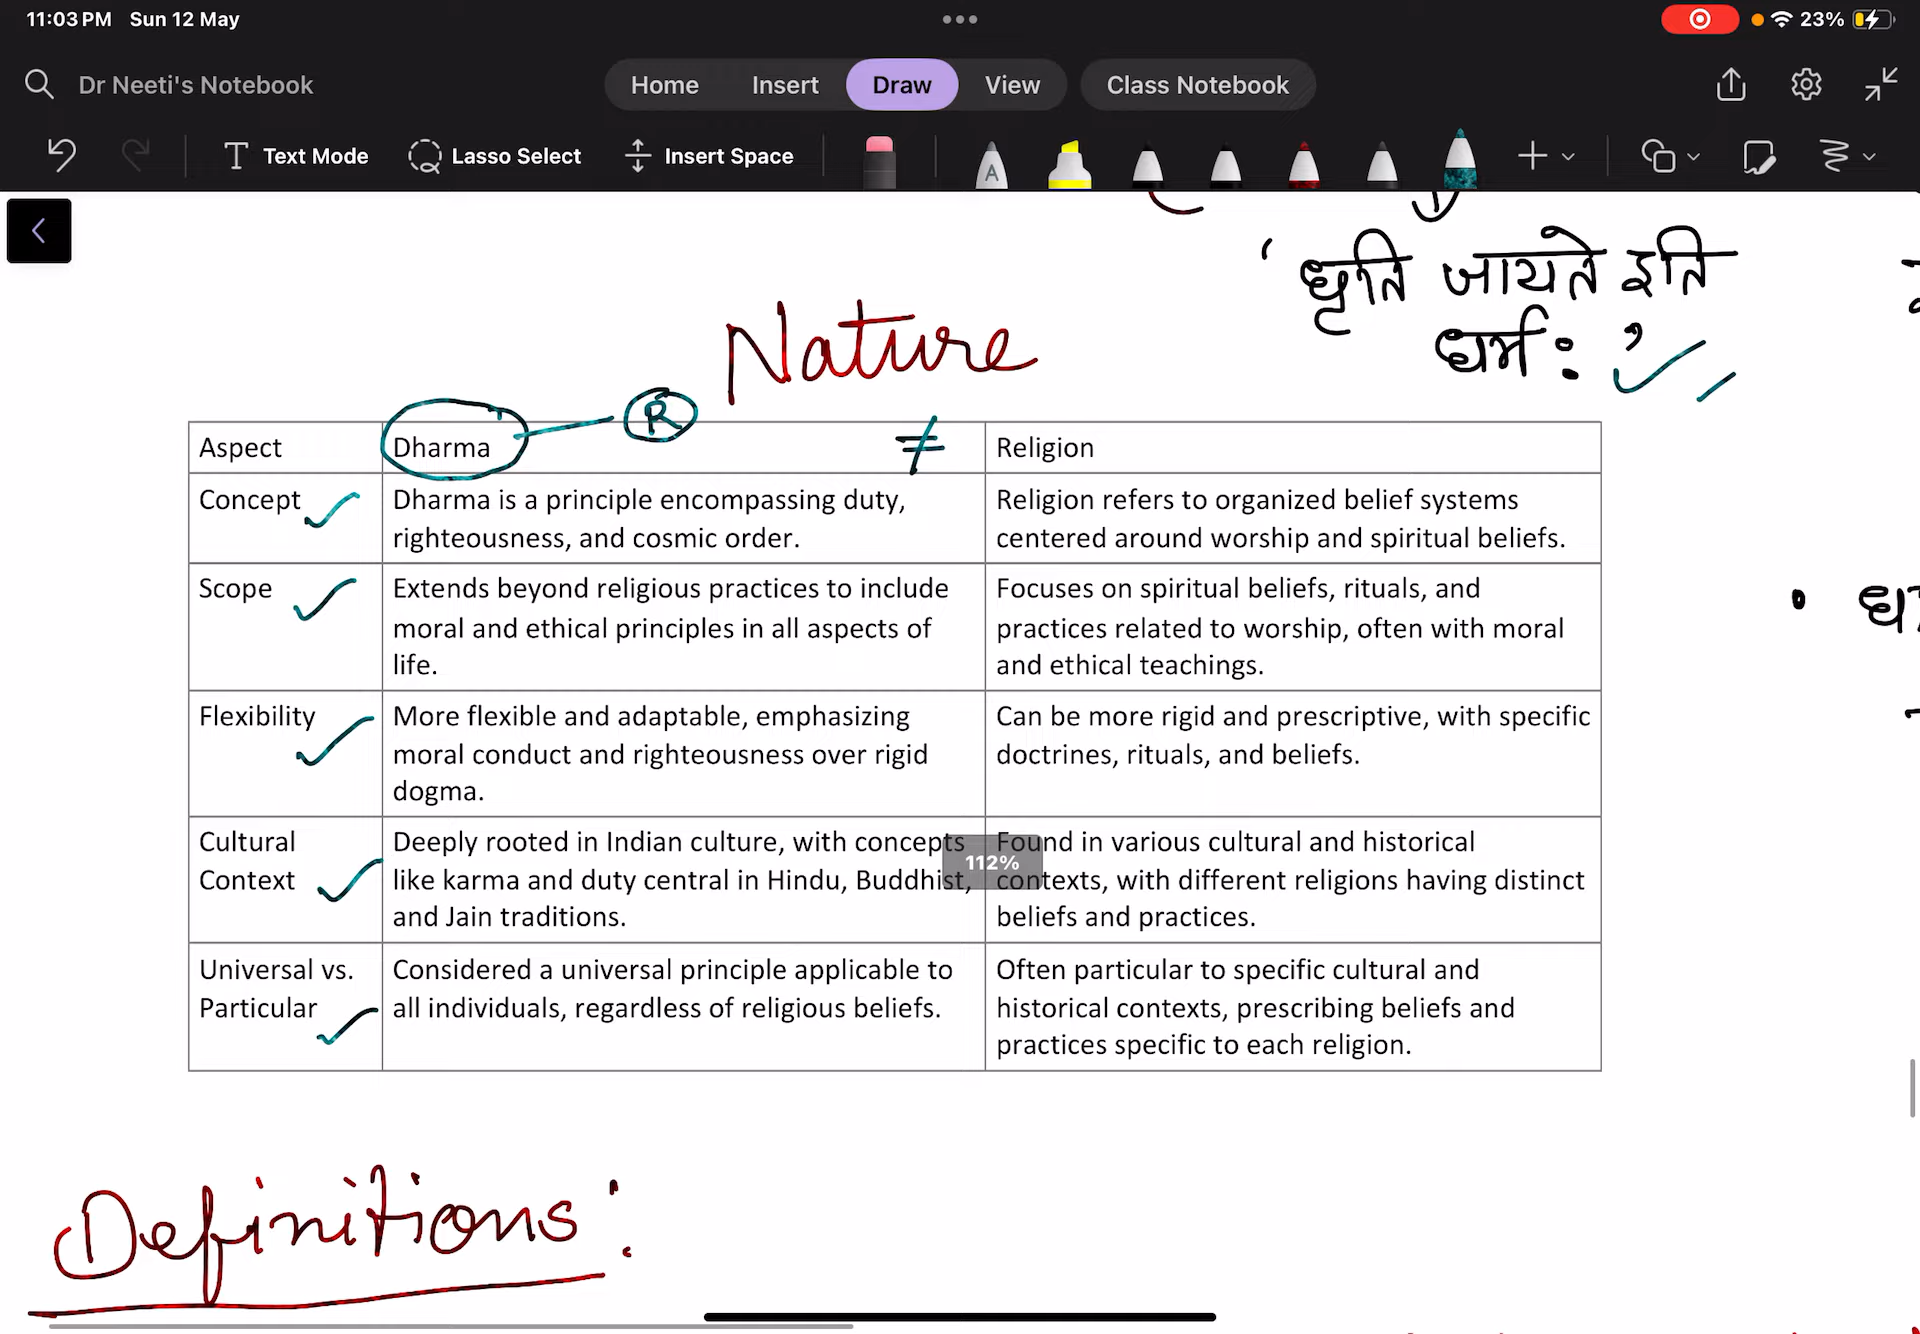 11:03 PM Sun 12 May
23%
Dr Neeti's Notebook
Home Insert Draw View Class Notebook
Text Mode Lasso Select Insert Space
A
धृति जायते इति
धर्म:
Nature
R
Aspect Dharma ≠ Religion
Concept
Dharma is a principle encompassing duty,
righteousness, and cosmic order.
Religion refers to organized belief systems
centered around worship and spiritual beliefs.
Scope
Extends beyond religious practices to include
moral and ethical principles in all aspects of
life.
Focuses on spiritual beliefs, rituals, and
practices related to worship, often with moral
and ethical teachings.
Flexibility
More flexible and adaptable, emphasizing
moral conduct and righteousness over rigid
dogma.
Can be more rigid and prescriptive, with specific
doctrines, rituals, and beliefs.
Cultural
Context
Deeply rooted in Indian culture, with concepts
like karma and duty central in Hindu, Buddhist,
and Jain traditions.
112%
Found in various cultural and historical
contexts, with different religions having distinct
beliefs and practices.
Universal vs.
Particular
Considered a universal principle applicable to
all individuals, regardless of religious beliefs.
Often particular to specific cultural and
historical contexts, prescribing beliefs and
practices specific to each religion.
Definitions: